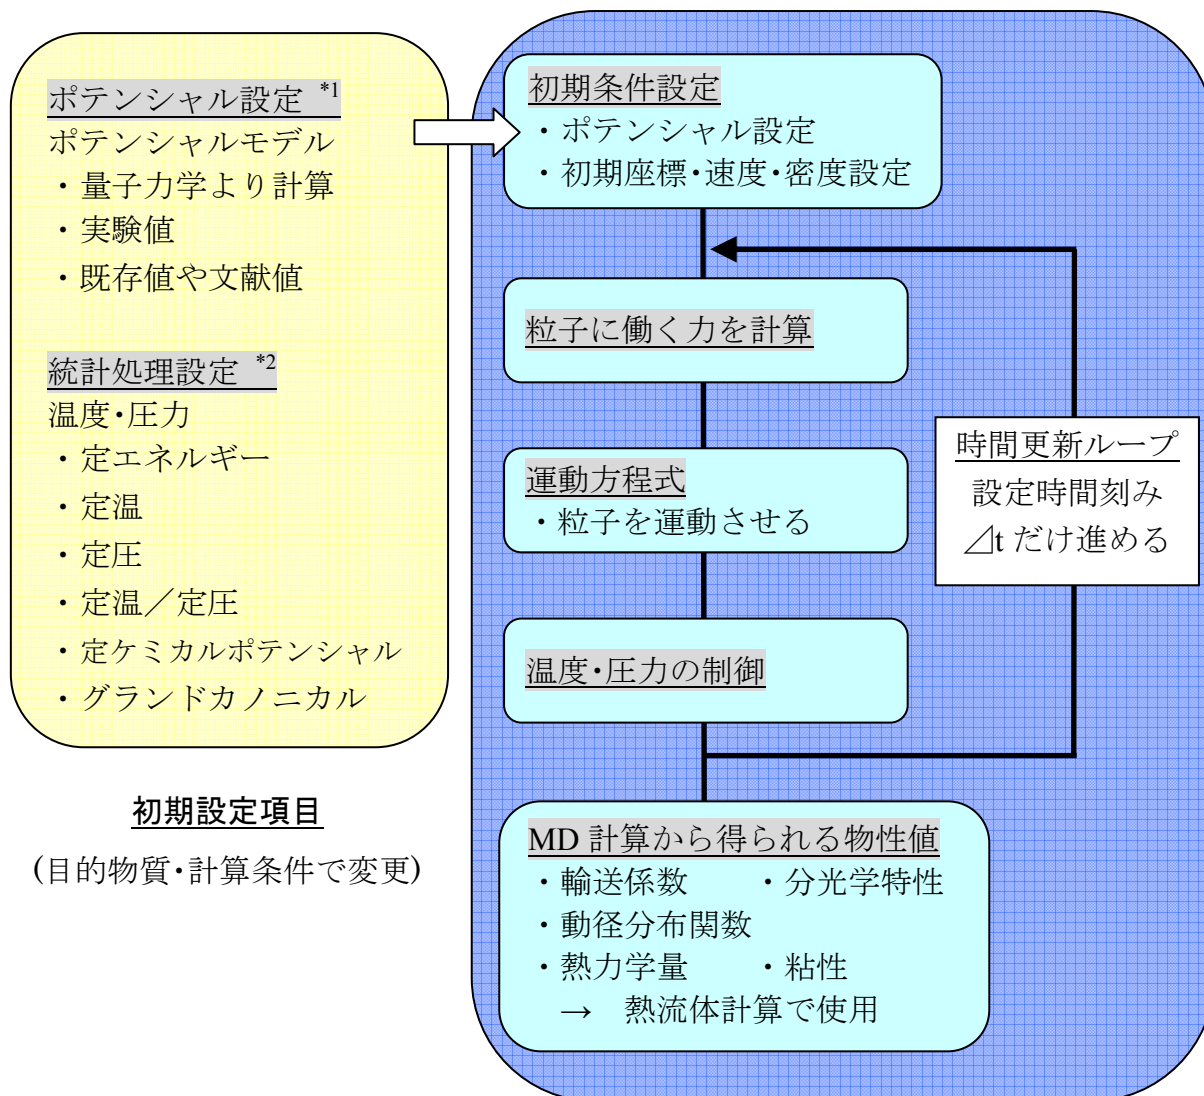 ポテンシャル設定 *1
ポテンシャルモデル
・量子力学より計算
・実験値
・既存値や文献値
統計処理設定 *2
温度・圧力
・定エネルギー
・定温
・定圧
・定温／定圧
・定ケミカルポテンシャル
・グランドカノニカル
初期設定項目
(目的物質・計算条件で変更)
初期条件設定
・ポテンシャル設定
・初期座標・速度・密度設定
粒子に働く力を計算
運動方程式
・粒子を運動させる
温度・圧力の制御
時間更新ループ
設定時間刻み
⊿t だけ進める
MD 計算から得られる物性値
・輸送係数 ・分光学特性
・動径分布関数
・熱力学量 ・粘性
→ 熱流体計算で使用